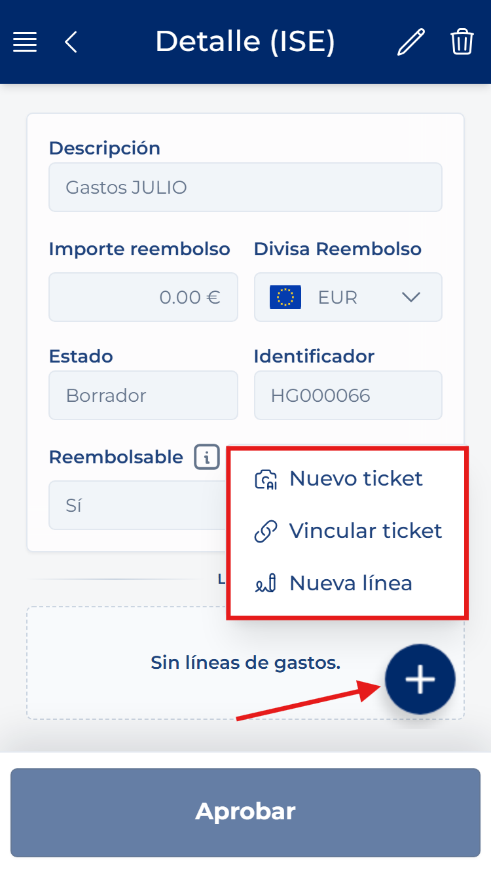 Detalle (ISE)
Descripción
Gastos JULIO
Importe reembolso Divisa Reembolso
0.00 € EUR
Estado Identificador
Borrador HG000066
Reembolsable i
Sí
AI Nuevo ticket
Vincular ticket
Nueva línea
L
Sin líneas de gastos.
Aprobar